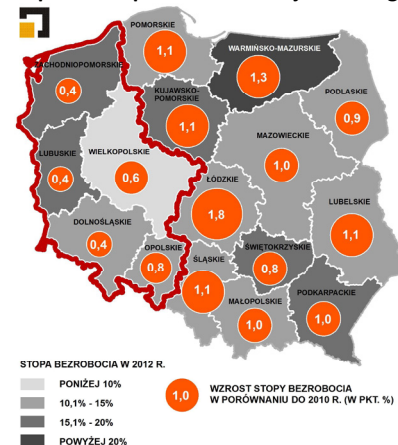 POMORSKIE
1,1
WARMIŃSKO-MAZURSKIE
1,3
ZACHODNIOPOMORSKIE
0,4
KUJAWSKO-
POMORSKIE
1,1
PODLASKIE
0,9
MAZOWIECKIE
1,0
WIELKOPOLSKIE
0,6
LUBUSKIE
0,4
ŁÓDZKIE
1,8
LUBELSKIE
1,1
DOLNOŚLĄSKIE
0,4
OPOLSKIE
0,8
ŚLĄSKIE
1,1
ŚWIĘTOKRZYSKIE
0,8
PODKARPACKIE
1,0
MAŁOPOLSKIE
1,0
STOPA BEZROBOCIA W 2012 R.
PONIŻEJ 10%
10,1% - 15%
15,1% - 20%
POWYŻEJ 20%
1,0
WZROST STOPY BEZROBOCIA
W PORÓWNANIU DO 2010 R. (W PKT. %)